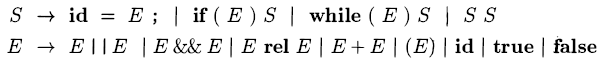 S → id = E ; | if ( E ) S | while ( E ) S | S S
E → E || E | E && E | E rel E | E + E | (E) | id | true | false